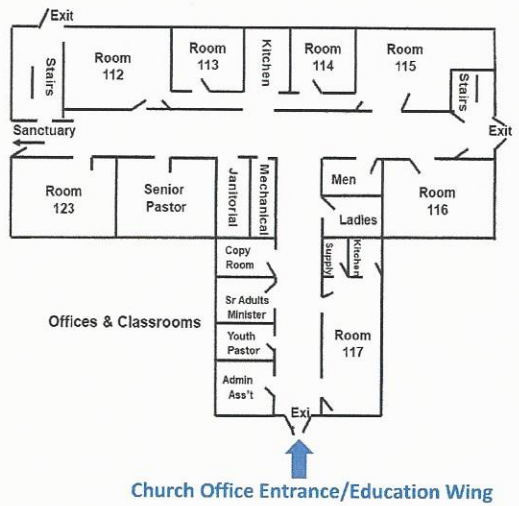 Exit
Stairs
Room
112
Room
113
Kitchen
Room
114
Room
115
Stairs
Sanctuary
Exit
Room
123
Senior
Pastor
Janitorial
Mechanical
Men
Ladies
Room
116
Copy
Room
Supply
Kitchen
Sr Adults
Minister
Offices & Classrooms
Youth
Pastor
Room
117
Admin
Ass't
Exi
Church Office Entrance/Education Wing